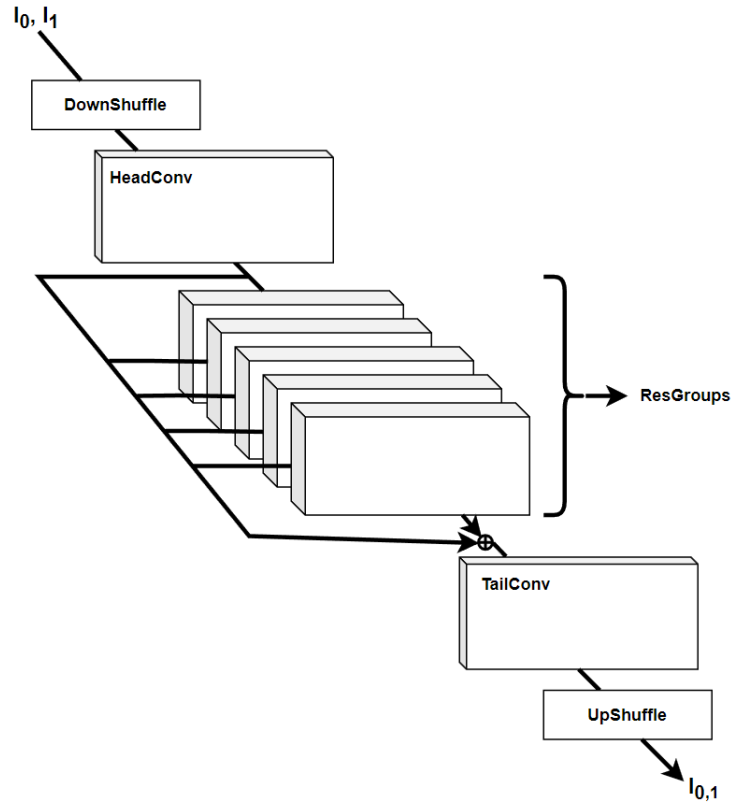 I0, I1
DownShuffle
HeadConv
ResGroups
TailConv
UpShuffle
I0,1